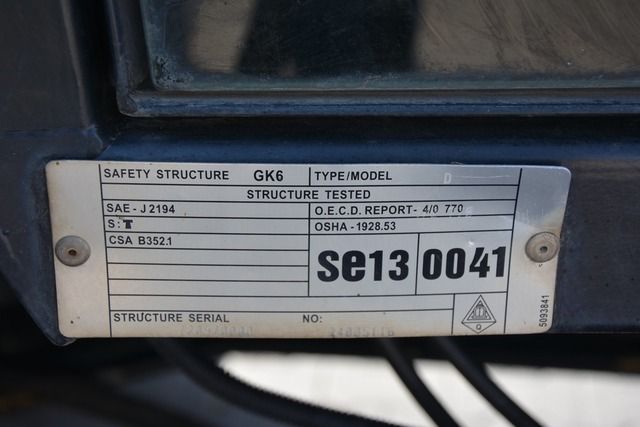 SAFETY STRUCTURE GK6 TYPE/MODEL D
STRUCTURE TESTED
SAE - J2194 O.E.C.D. REPORT- 4/0 770
S:T OSHA -1928.53
CSA B352.1
se13 0041
STRUCTURE SERIAL NO:
Q
5093841